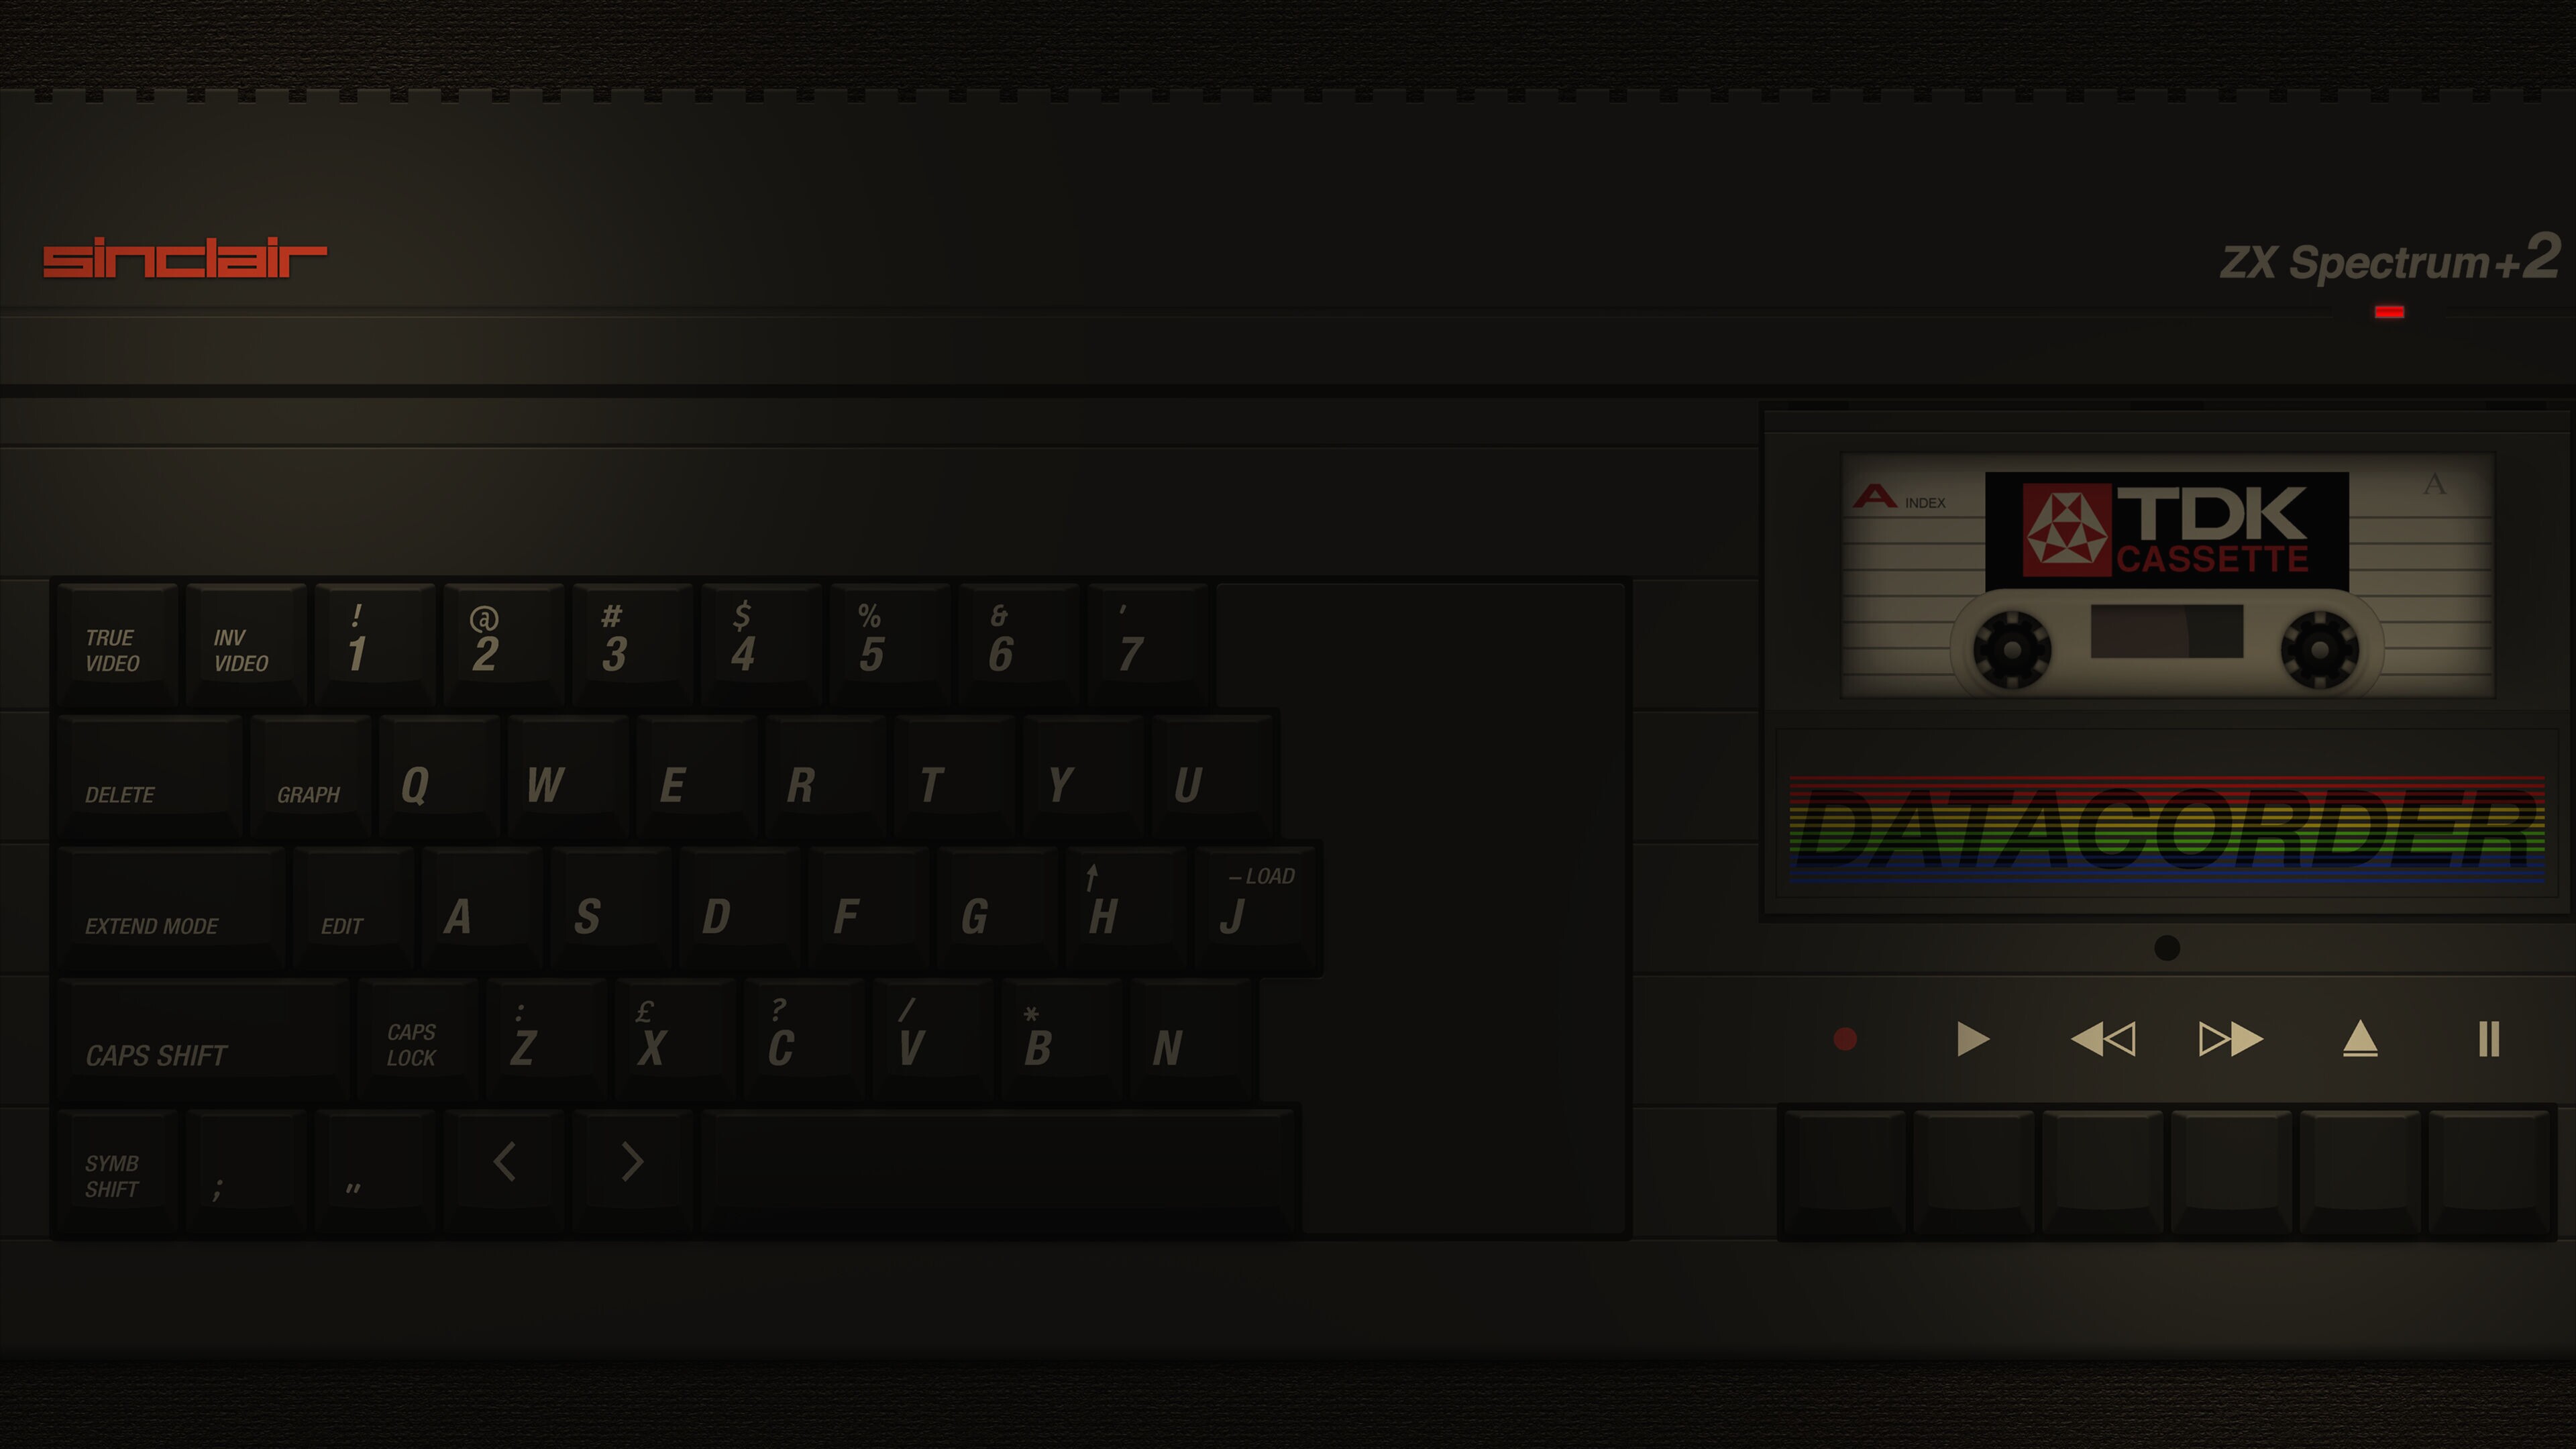 sinclair
ZX Spectrum+2
A INDEX
TDK
CASSETTE
A
DATACORDER
TRUE VIDEO
INV VIDEO
! 1
@ 2
# 3
$ 4
% 5
& 6
' 7
DELETE
GRAPH
Q
W
E
R
T
Y
U
EXTEND MODE
EDIT
A
S
D
F
G
↑ H
– LOAD
J
CAPS SHIFT
CAPS LOCK
: Z
£ X
? C
/ V
* B
N
SYMB SHIFT
;
"
<
>